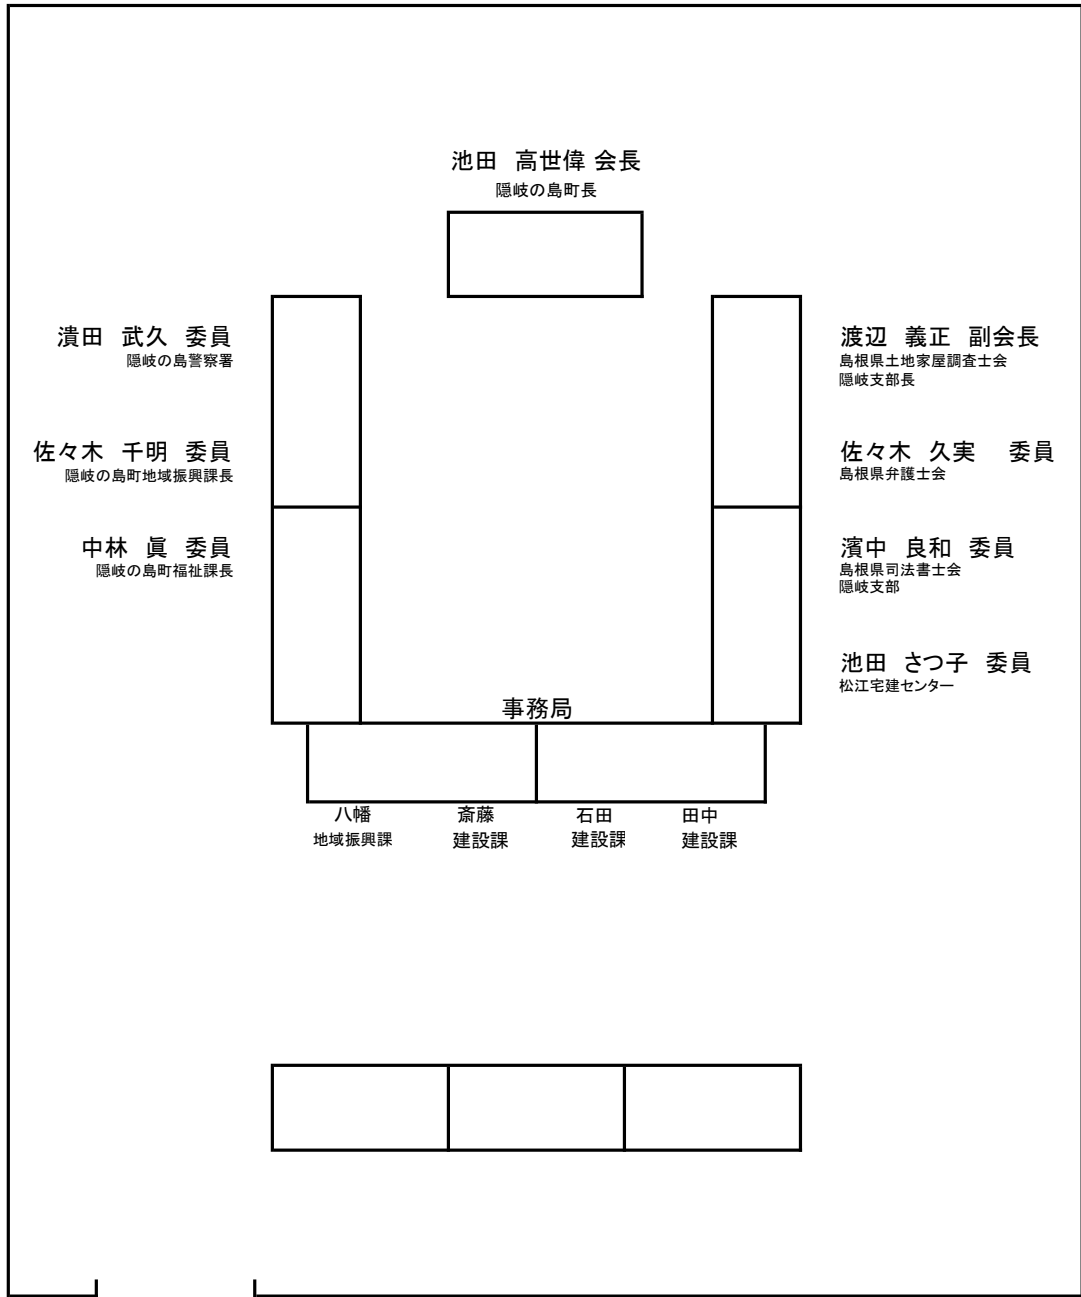 池田　高世偉 会長
隠岐の島町長
潰田　武久　委員
隠岐の島警察署
佐々木　千明　委員
隠岐の島町地域振興課長
中林　眞　委員
隠岐の島町福祉課長
渡辺　義正　副会長
島根県土地家屋調査士会
隠岐支部長
佐々木　久実　委員
島根県弁護士会
濱中　良和　委員
島根県司法書士会
隠岐支部
池田　さつ子　委員
松江宅建センター
事務局
八幡
地域振興課
斎藤
建設課
石田
建設課
田中
建設課